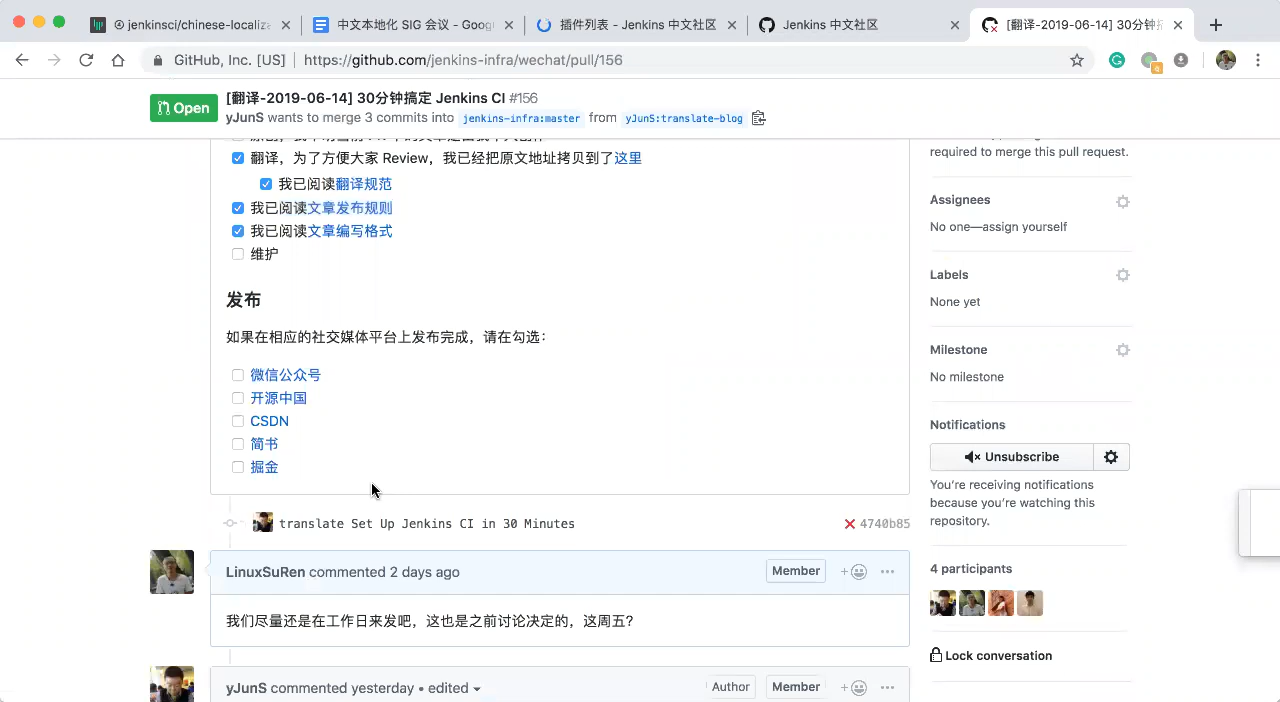 jenkinsci/chinese-localiza
中文本地化 SIG 会议 - Goog
插件列表 - Jenkins 中文社区
Jenkins 中文社区
[翻译-2019-06-14] 30分钟搞
GitHub, Inc. [US]
https://github.com/jenkins-infra/wechat/pull/156
Open
[翻译-2019-06-14] 30分钟搞定 Jenkins CI #156
yJunS wants to merge 3 commits into jenkins-infra:master from yJunS:translate-blog
翻译，为了方便大家 Review，我已经把原文地址拷贝到了这里
我已阅读翻译规范
我已阅读文章发布规则
我已阅读文章编写格式
维护
发布
如果在相应的社交媒体平台上发布完成，请在勾选：
微信公众号
开源中国
CSDN
简书
掘金
translate Set Up Jenkins CI in 30 Minutes
4740b85
LinuxSuRen commented 2 days ago
Member
我们尽量还是在工作日来发吧，这也是之前讨论决定的，这周五?
yJunS commented yesterday • edited
Author
Member
required to merge this pull request.
Assignees
No one—assign yourself
Labels
None yet
Milestone
No milestone
Notifications
Unsubscribe
You're receiving notifications
because you're watching this
repository.
4 participants
Lock conversation